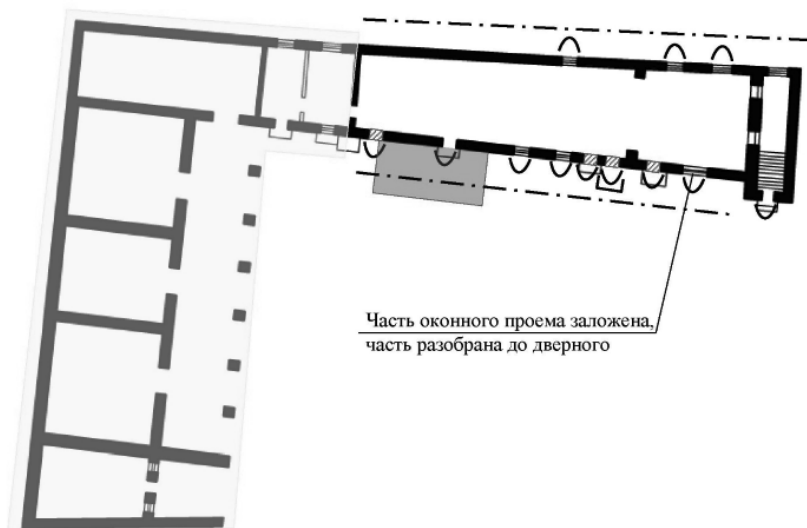 Часть оконного проема заложена,
часть разобрана до дверного